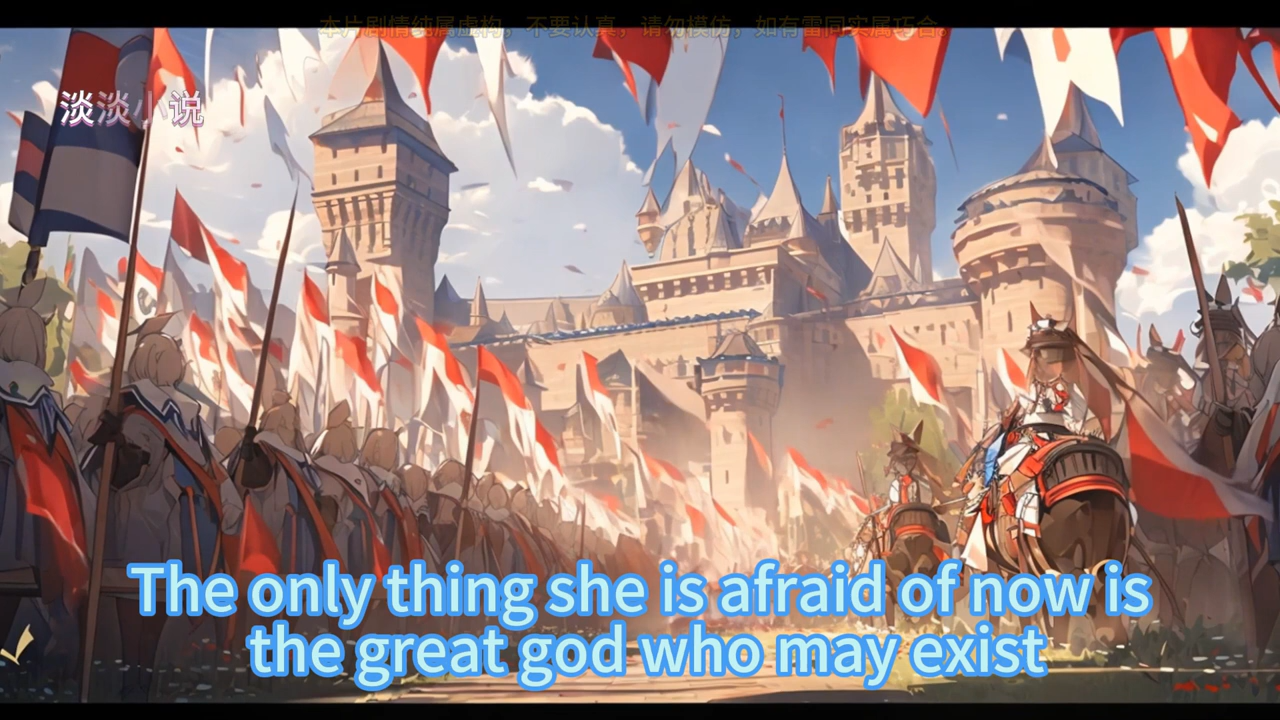 本片剧情纯属虚构，不要认真，请勿模仿，如有雷同实属巧合。
淡淡小说
The only thing she is afraid of now is
the great god who may exist